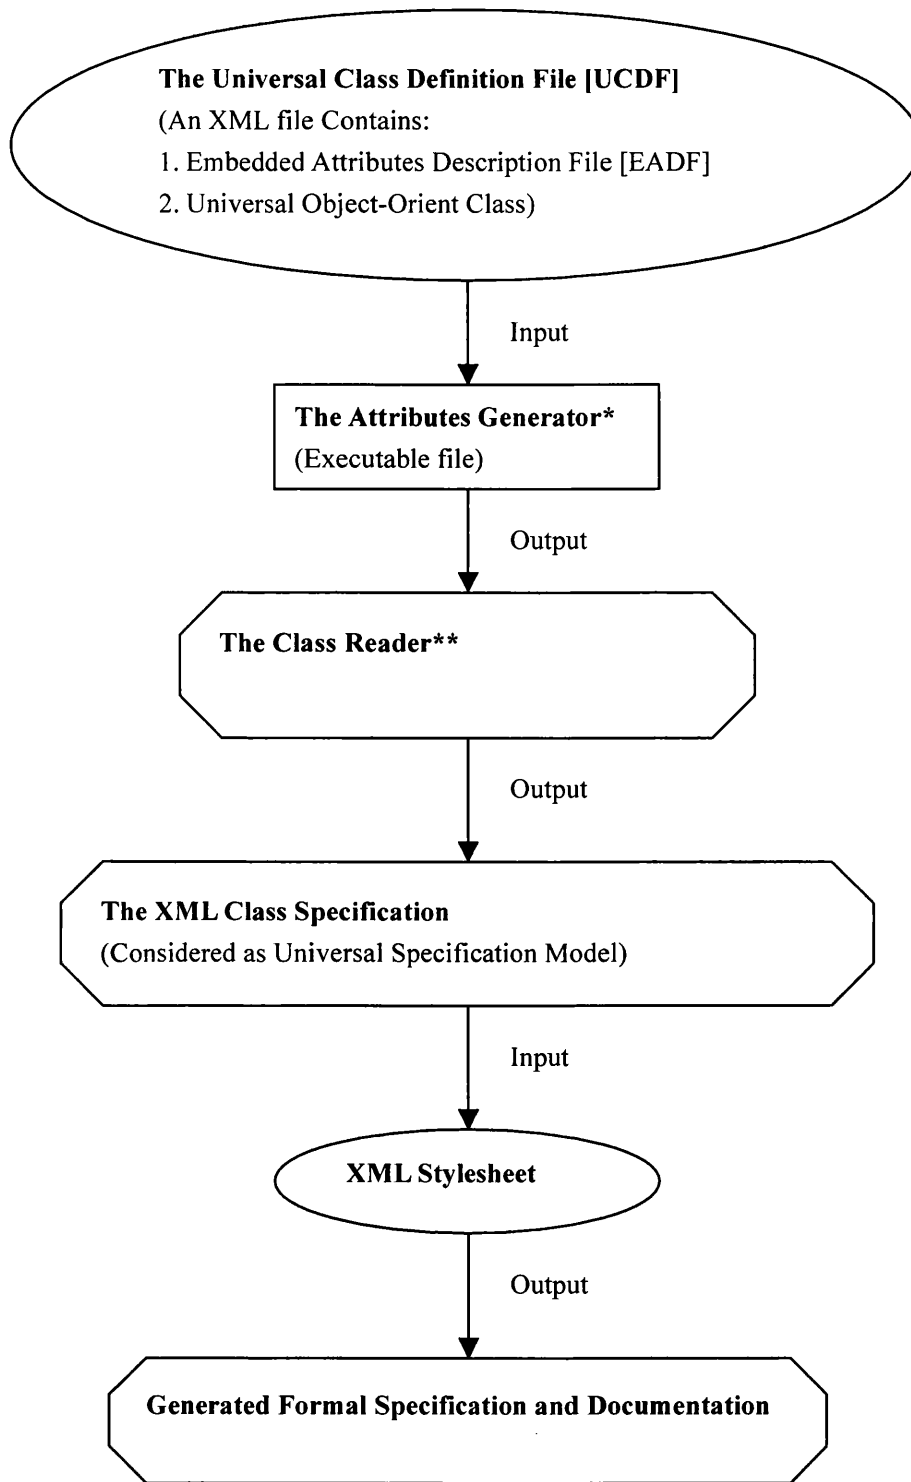 The Universal Class Definition File [UCDF]
(An XML file Contains:
1. Embedded Attributes Description File [EADF]
2. Universal Object-Orient Class)
Input
The Attributes Generator*
(Executable file)
Output
The Class Reader**
Output
The XML Class Specification
(Considered as Universal Specification Model)
Input
XML Stylesheet
Output
Generated Formal Specification and Documentation